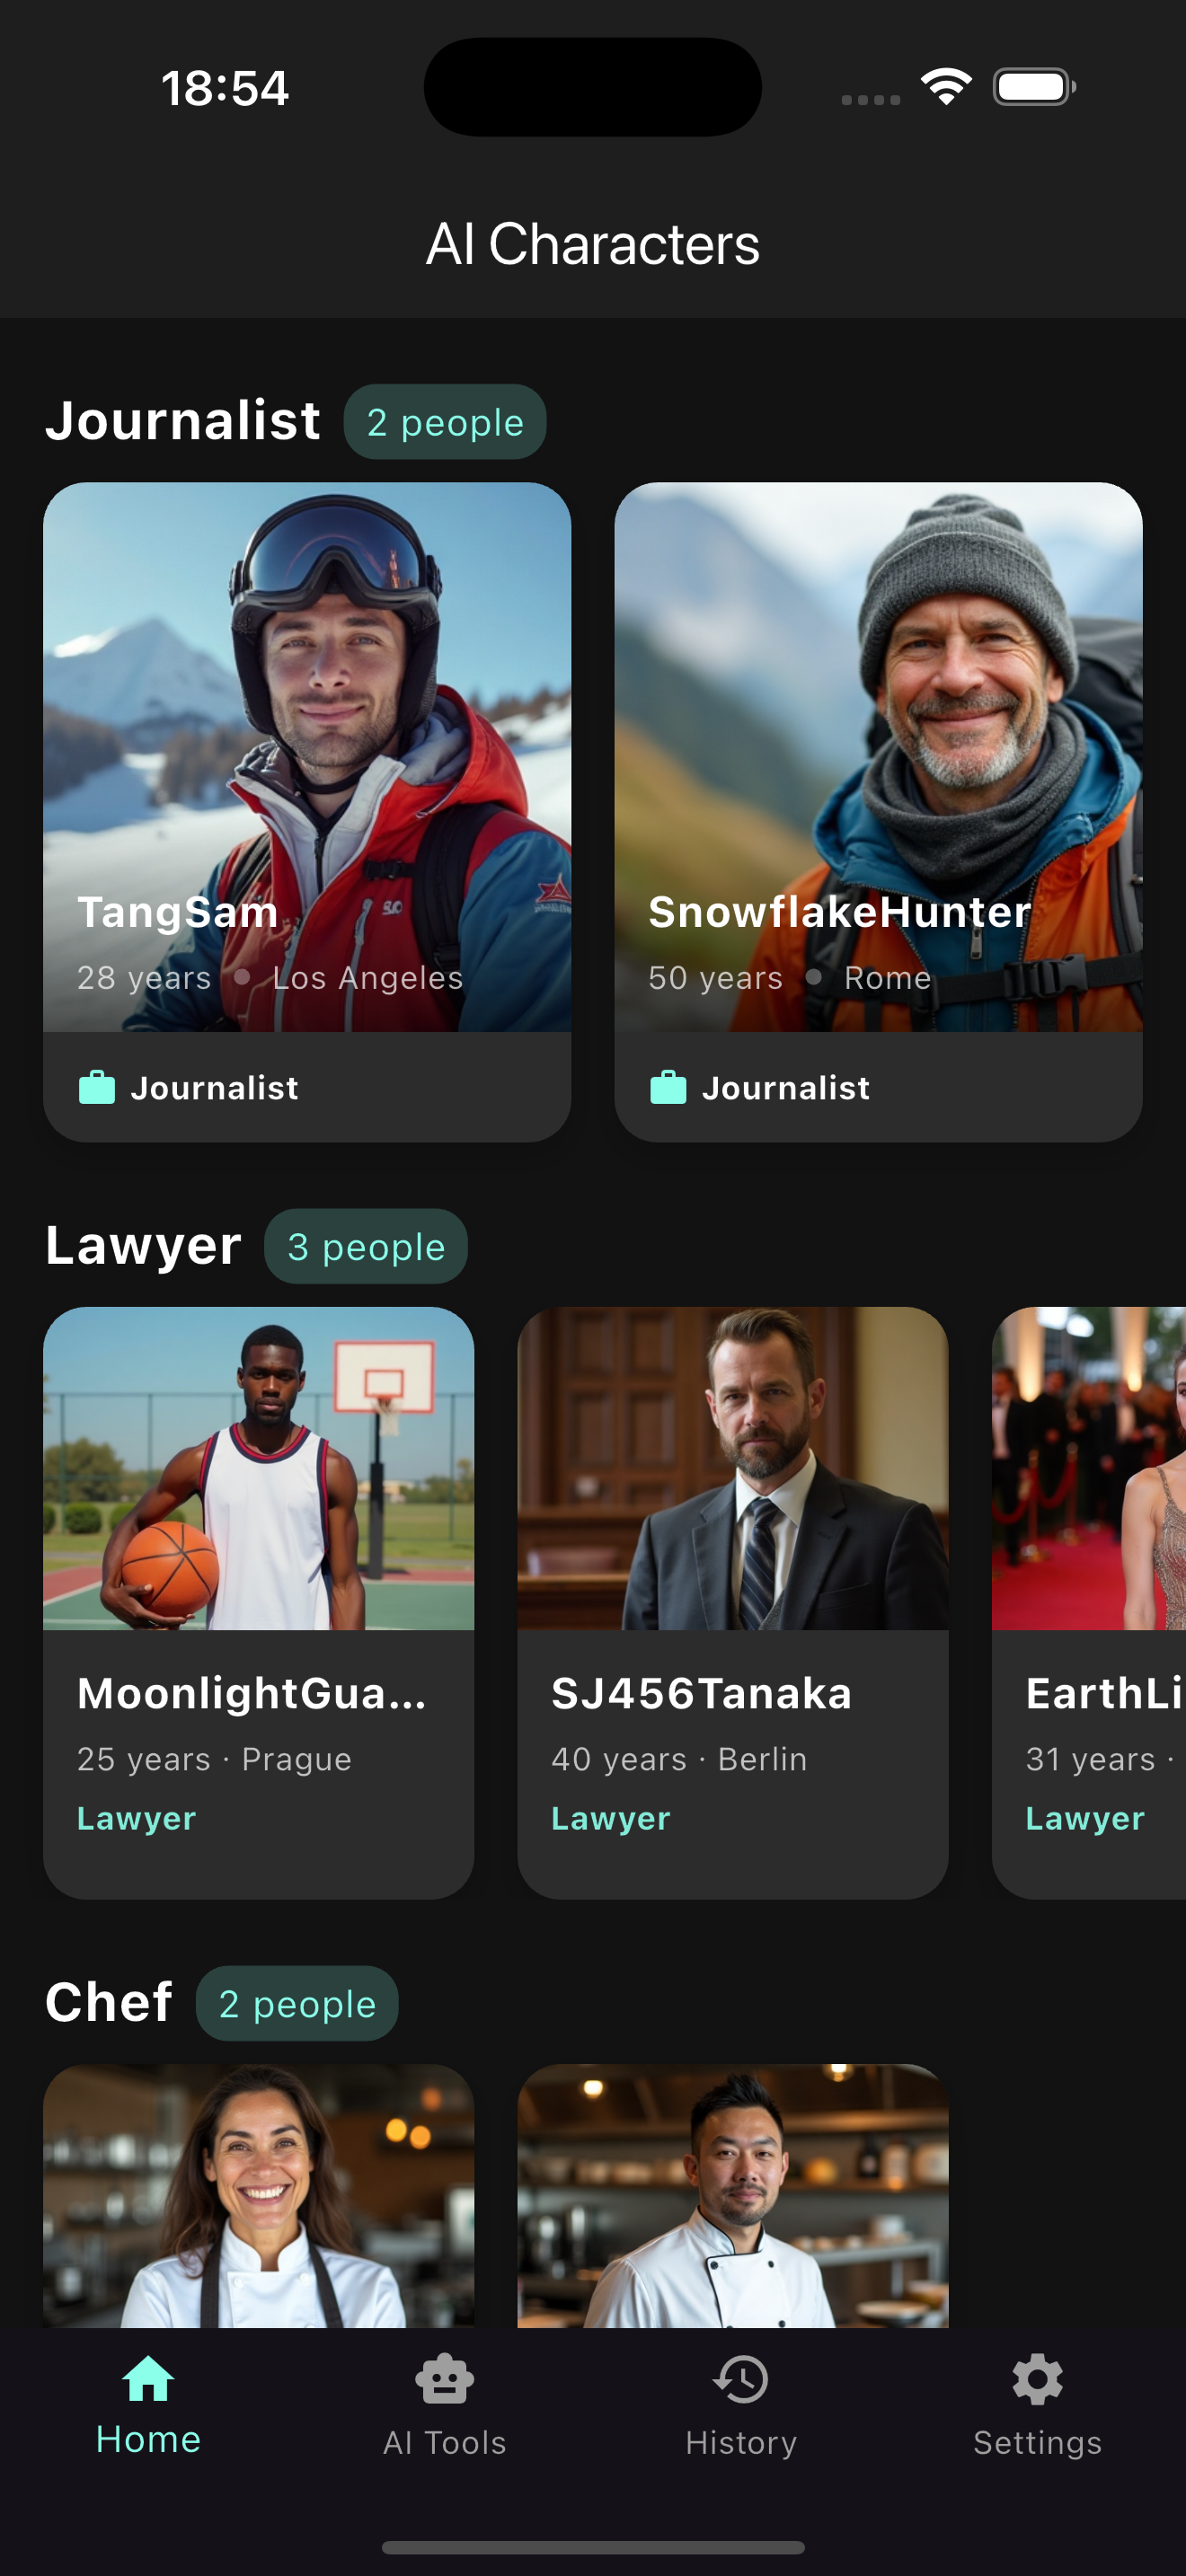 18:54
AI Characters
Journalist 2 people
TangSam
28 years Los Angeles
Journalist
SnowflakeHunter
50 years Rome
Journalist
Lawyer 3 people
MoonlightGua...
25 years · Prague
Lawyer
SJ456Tanaka
40 years · Berlin
Lawyer
EarthLi
31 years ·
Lawyer
Chef 2 people
Home
AI Tools
History
Settings